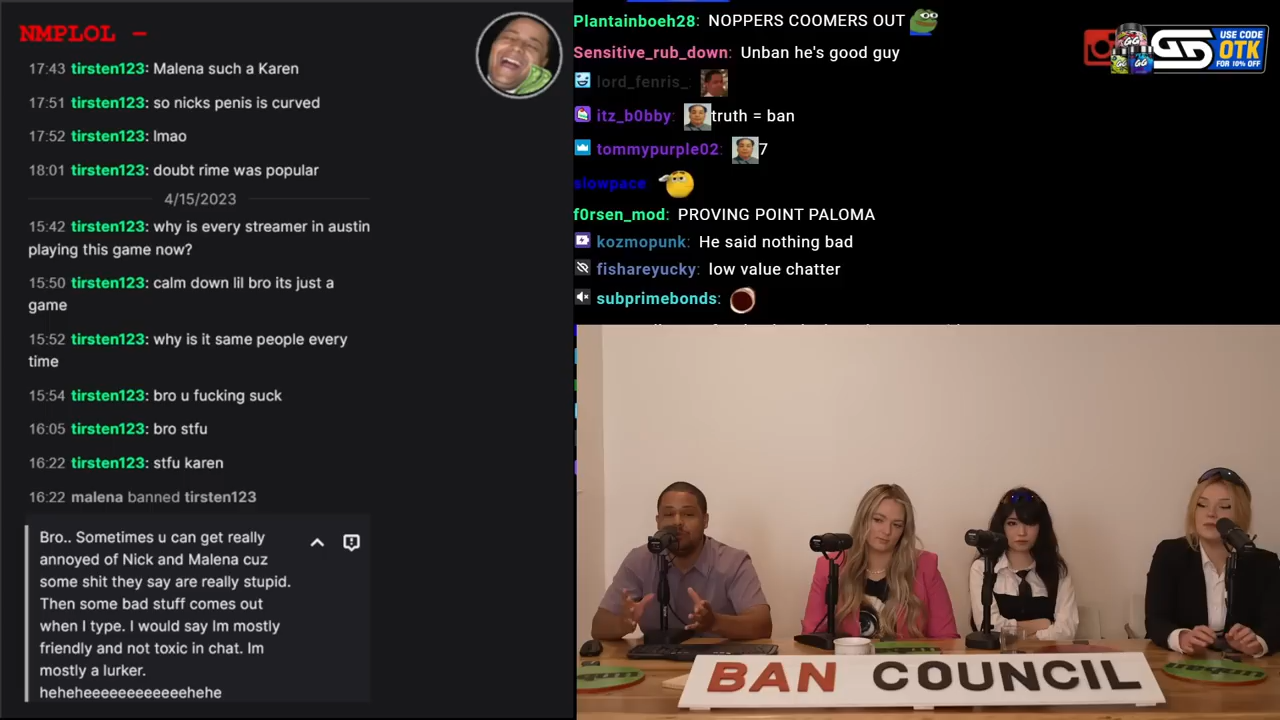 NMPLOL -
17:43 tirsten123: Malena such a Karen
17:51 tirsten123: so nicks penis is curved
17:52 tirsten123: lmao
18:01 tirsten123: doubt rime was popular
4/15/2023
15:42 tirsten123: why is every streamer in austin
playing this game now?
15:50 tirsten123: calm down lil bro its just a
game
15:52 tirsten123: why is it same people every
time
15:54 tirsten123: bro u fucking suck
16:05 tirsten123: bro stfu
16:22 tirsten123: stfu karen
16:22 malena banned tirsten123
Bro.. Sometimes u can get really
annoyed of Nick and Malena cuz
some shit they say are really stupid.
Then some bad stuff comes out
when I type. I would say Im mostly
friendly and not toxic in chat. Im
mostly a lurker.
heheheeeeeeeeeeehehe
Plantainboeh28: NOPPERS COOMERS OUT
Sensitive_rub_down: Unban he's good guy
lord_fenris_:
itz_b0bby: truth = ban
tommypurple02: 7
slowpace
f0rsen_mod: PROVING POINT PALOMA
kozmopunk: He said nothing bad
fishareyucky: low value chatter
subprimebonds:
GG
USE CODE
OTK
FOR 10% OFF
BAN COUNCIL